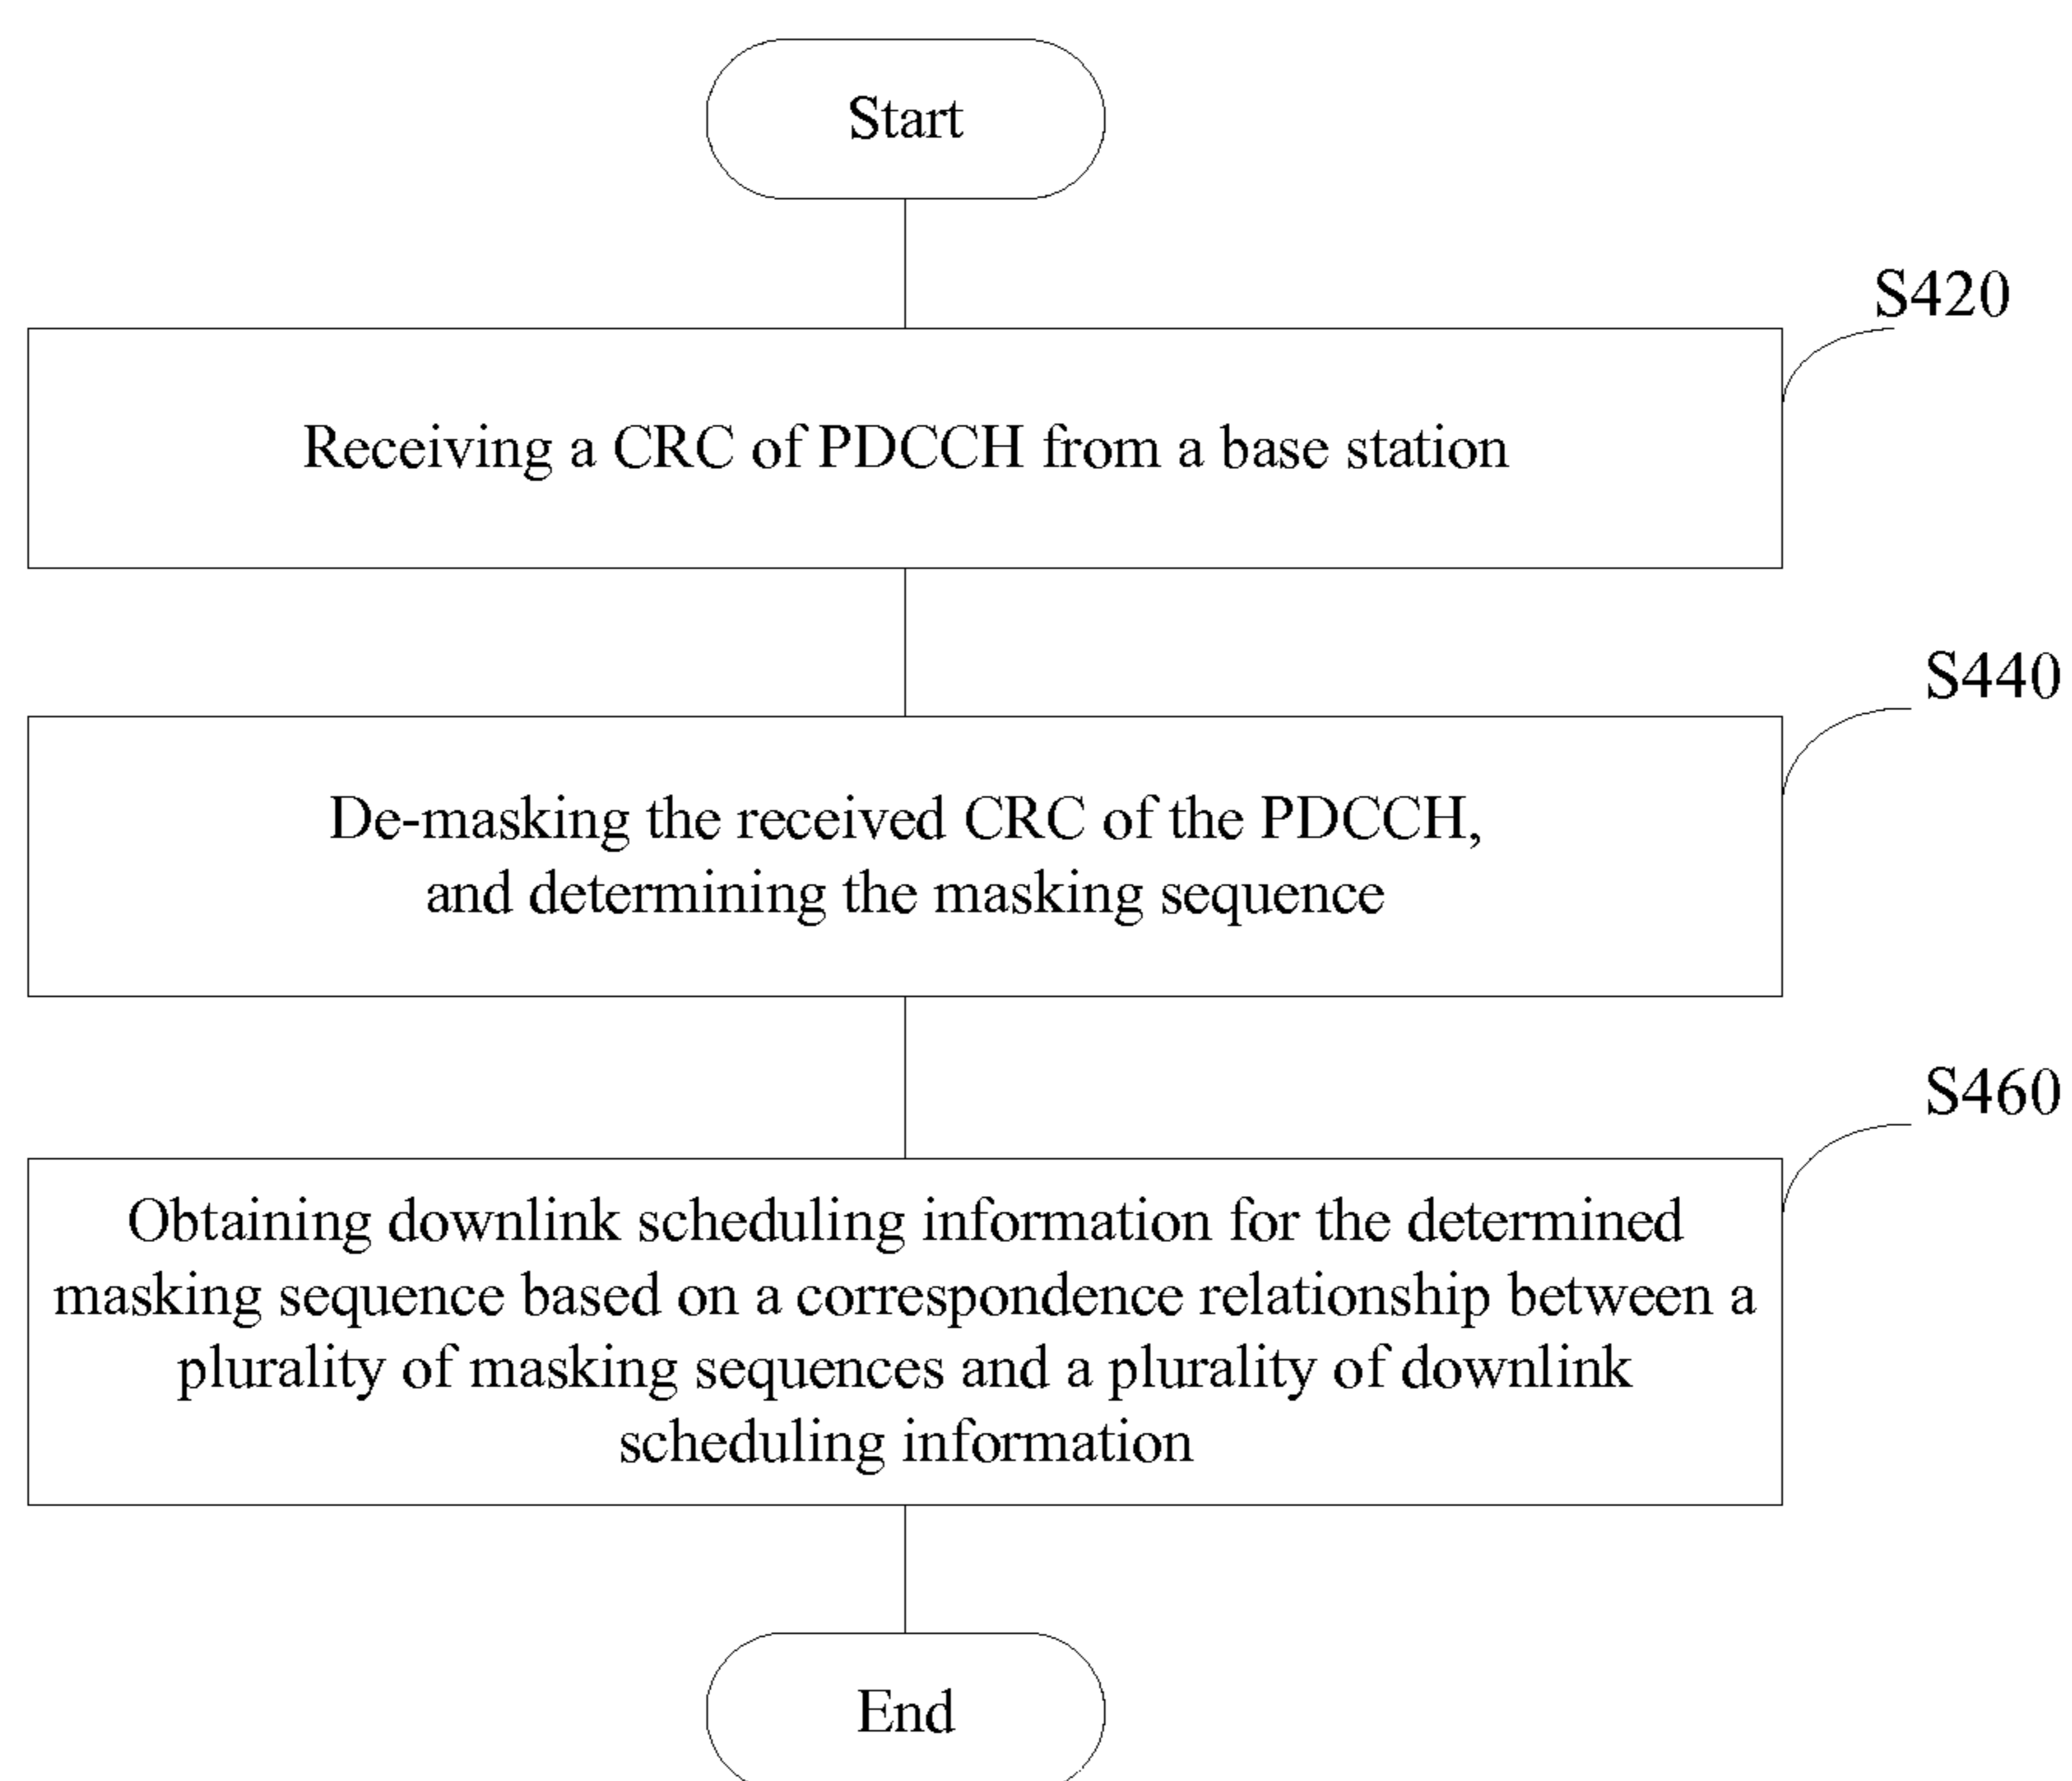 Start
S420
Receiving a CRC of PDCCH from a base station
S440
De-masking the received CRC of the PDCCH,
and determining the masking sequence
S460
Obtaining downlink scheduling information for the determined
masking sequence based on a correspondence relationship between a
plurality of masking sequences and a plurality of downlink
scheduling information
End